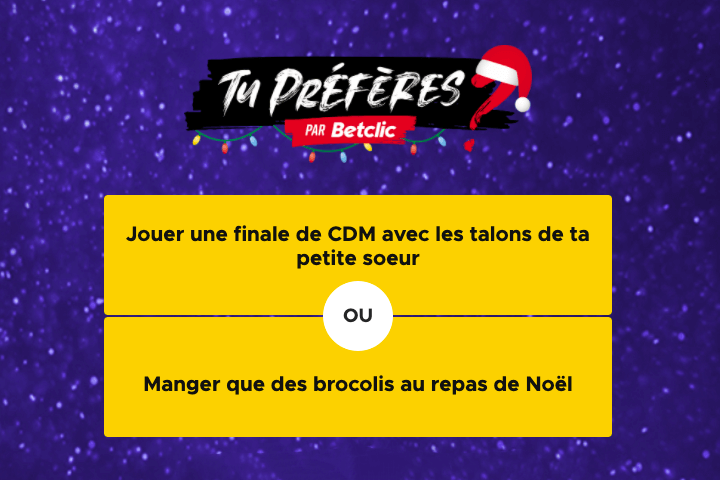 TU PRÉFÈRES ?
PAR Betclic
Jouer une finale de CDM avec les talons de ta
petite soeur
OU
Manger que des brocolis au repas de Noël